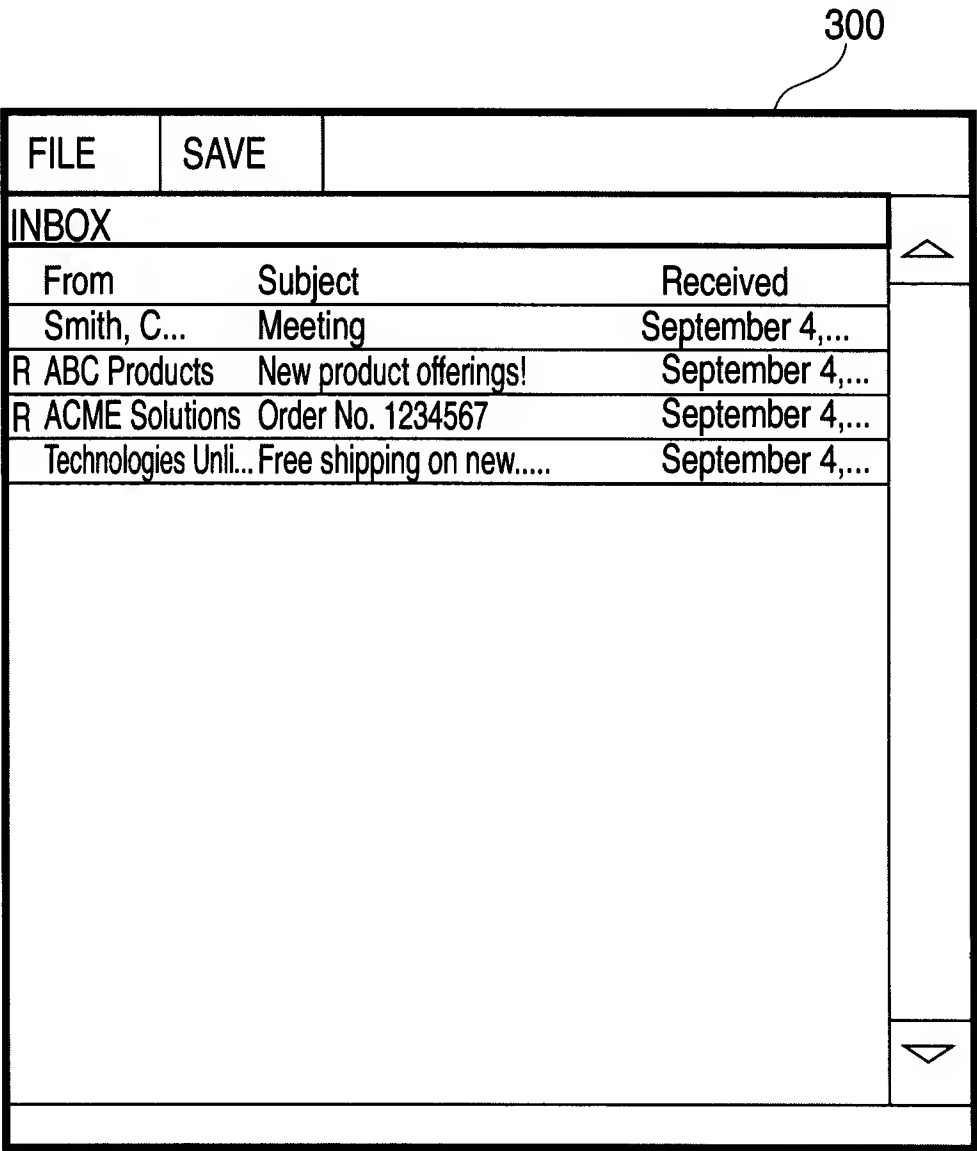 300
FILE SAVE
INBOX
From Subject Received
Smith, C... Meeting September 4,...
R ABC Products New product offerings! September 4,...
R ACME Solutions Order No. 1234567 September 4,...
Technologies Unli... Free shipping on new..... September 4,...